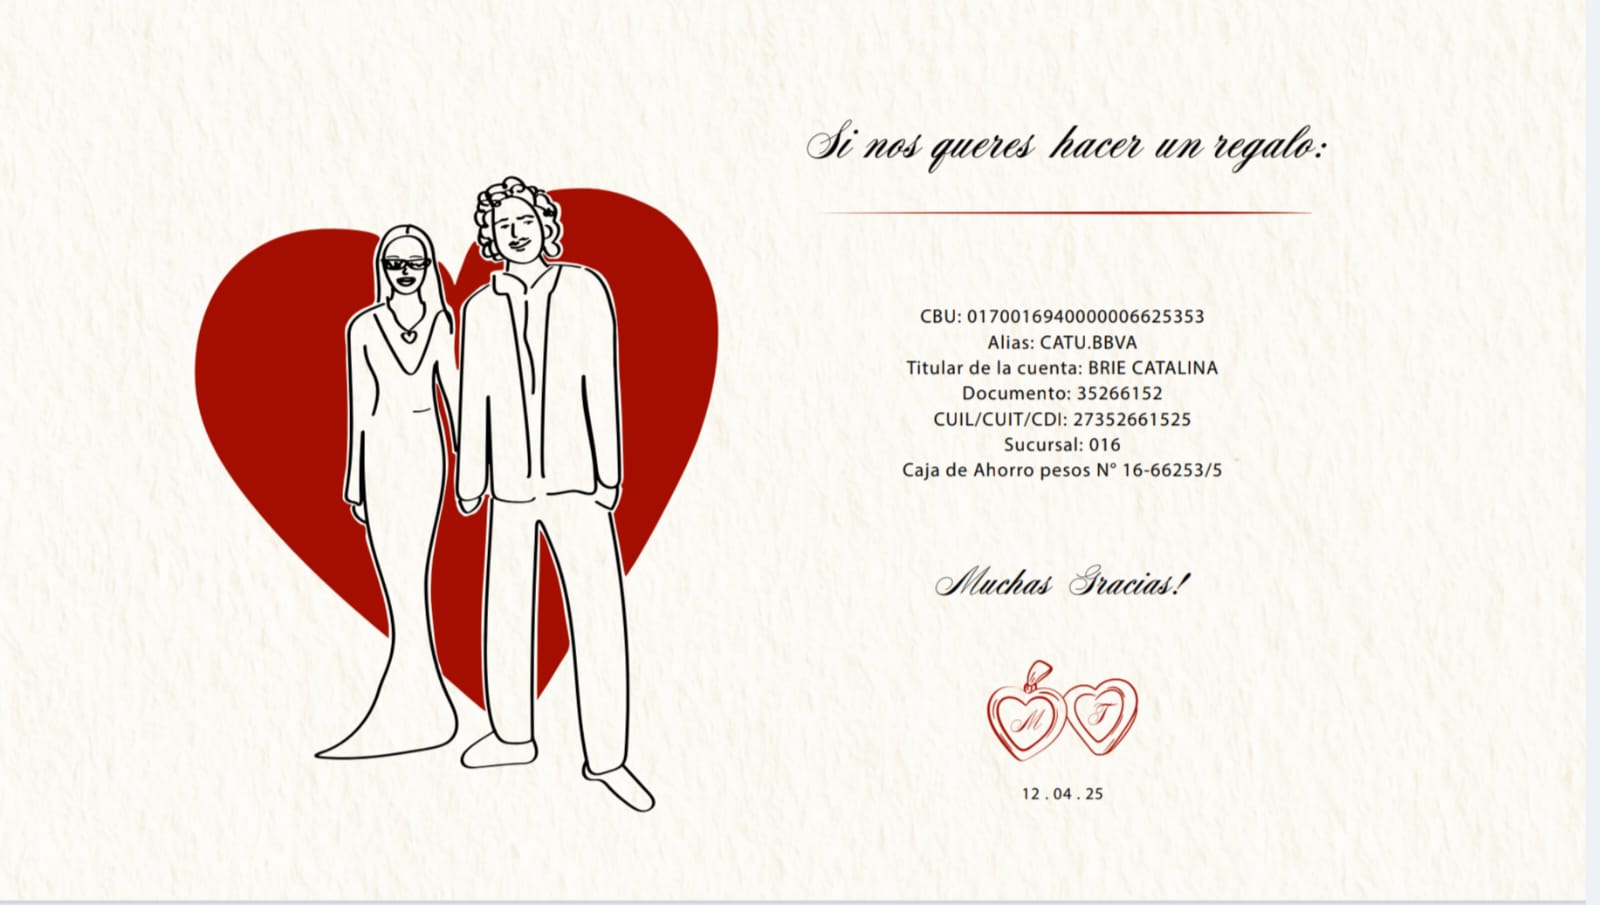 Si nos queres hacer un regalo:
CBU: 0170016940000006625353
Alias: CATU.BBVA
Titular de la cuenta: BRIE CATALINA
Documento: 35266152
CUIL/CUIT/CDI: 27352661525
Sucursal: 016
Caja de Ahorro pesos N° 16-66253/5
Muchas Gracias!
M T
12 . 04 . 25